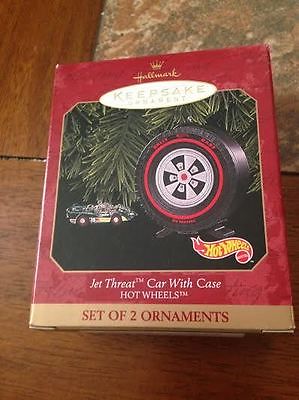 Hallmark
KEEPSAKE
ORNAMENT
Hot Wheels
Jet Threat™ Car With Case
HOT WHEELS™
SET OF 2 ORNAMENTS